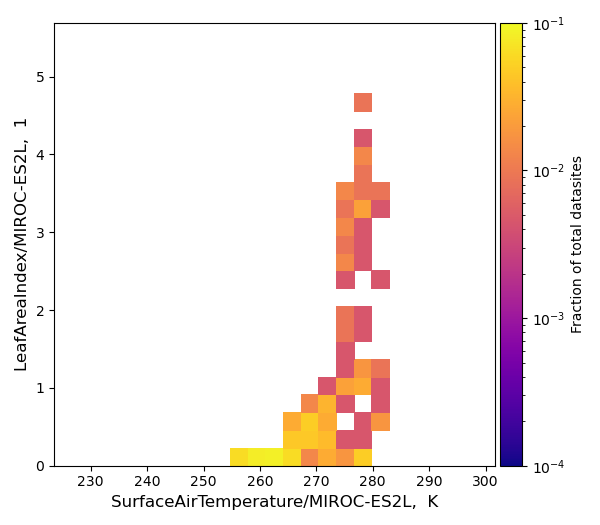 5
4
3
2
1
0
LeafAreaIndex/MIROC-ES2L,  1
230 240 250 260 270 280 290 300
SurfaceAirTemperature/MIROC-ES2L,  K
10⁻¹
10⁻²
10⁻³
10⁻⁴
Fraction of total datasites